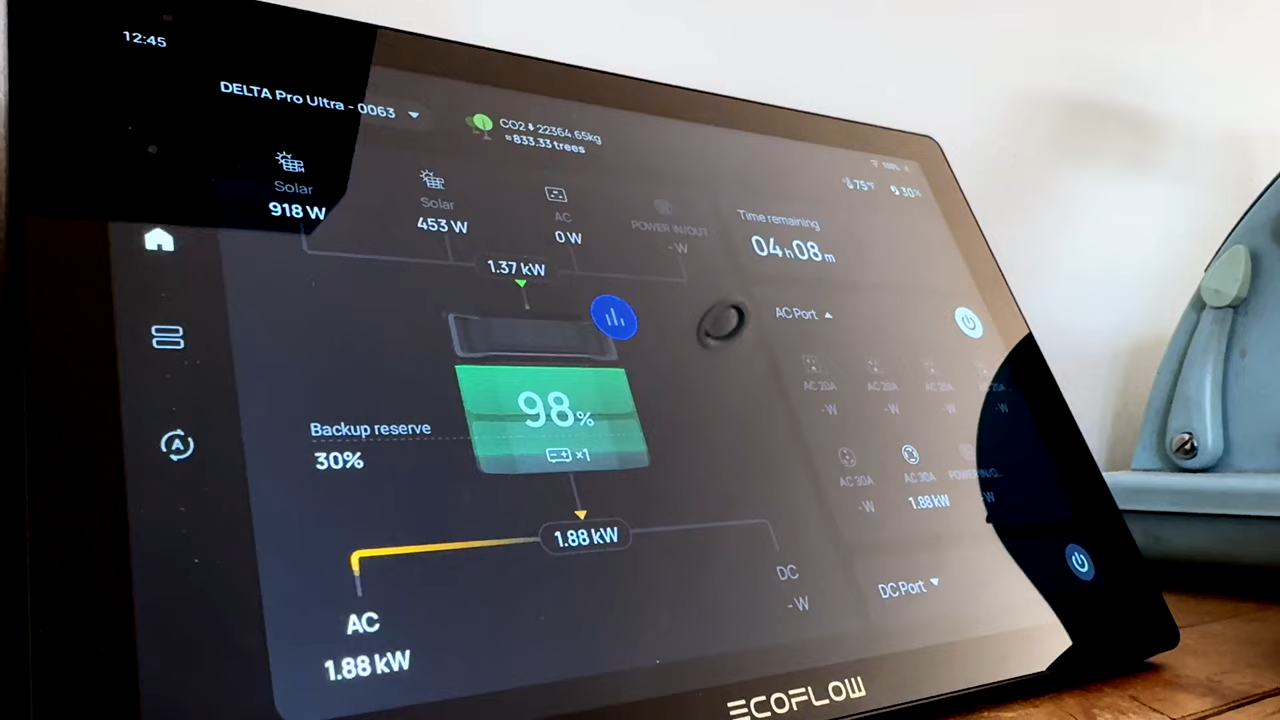 12:45
DELTA Pro Ultra - 0063
CO2 22364.65kg
≈833.33 trees
75°F
30%
Solar
918 W
Solar
453 W
AC
0 W
POWER IN/OUT
- W
Time remaining
04h08m
1.37 kW
AC Port
98%
×1
Backup reserve
30%
AC 20A
- W
AC 20A
- W
AC 20A
- W
AC 20A
- W
AC 30A
- W
AC 30A
1.88 kW
POWER IN/O...
- W
1.88 kW
AC
1.88 kW
DC
- W
DC Port
ECOFLOW